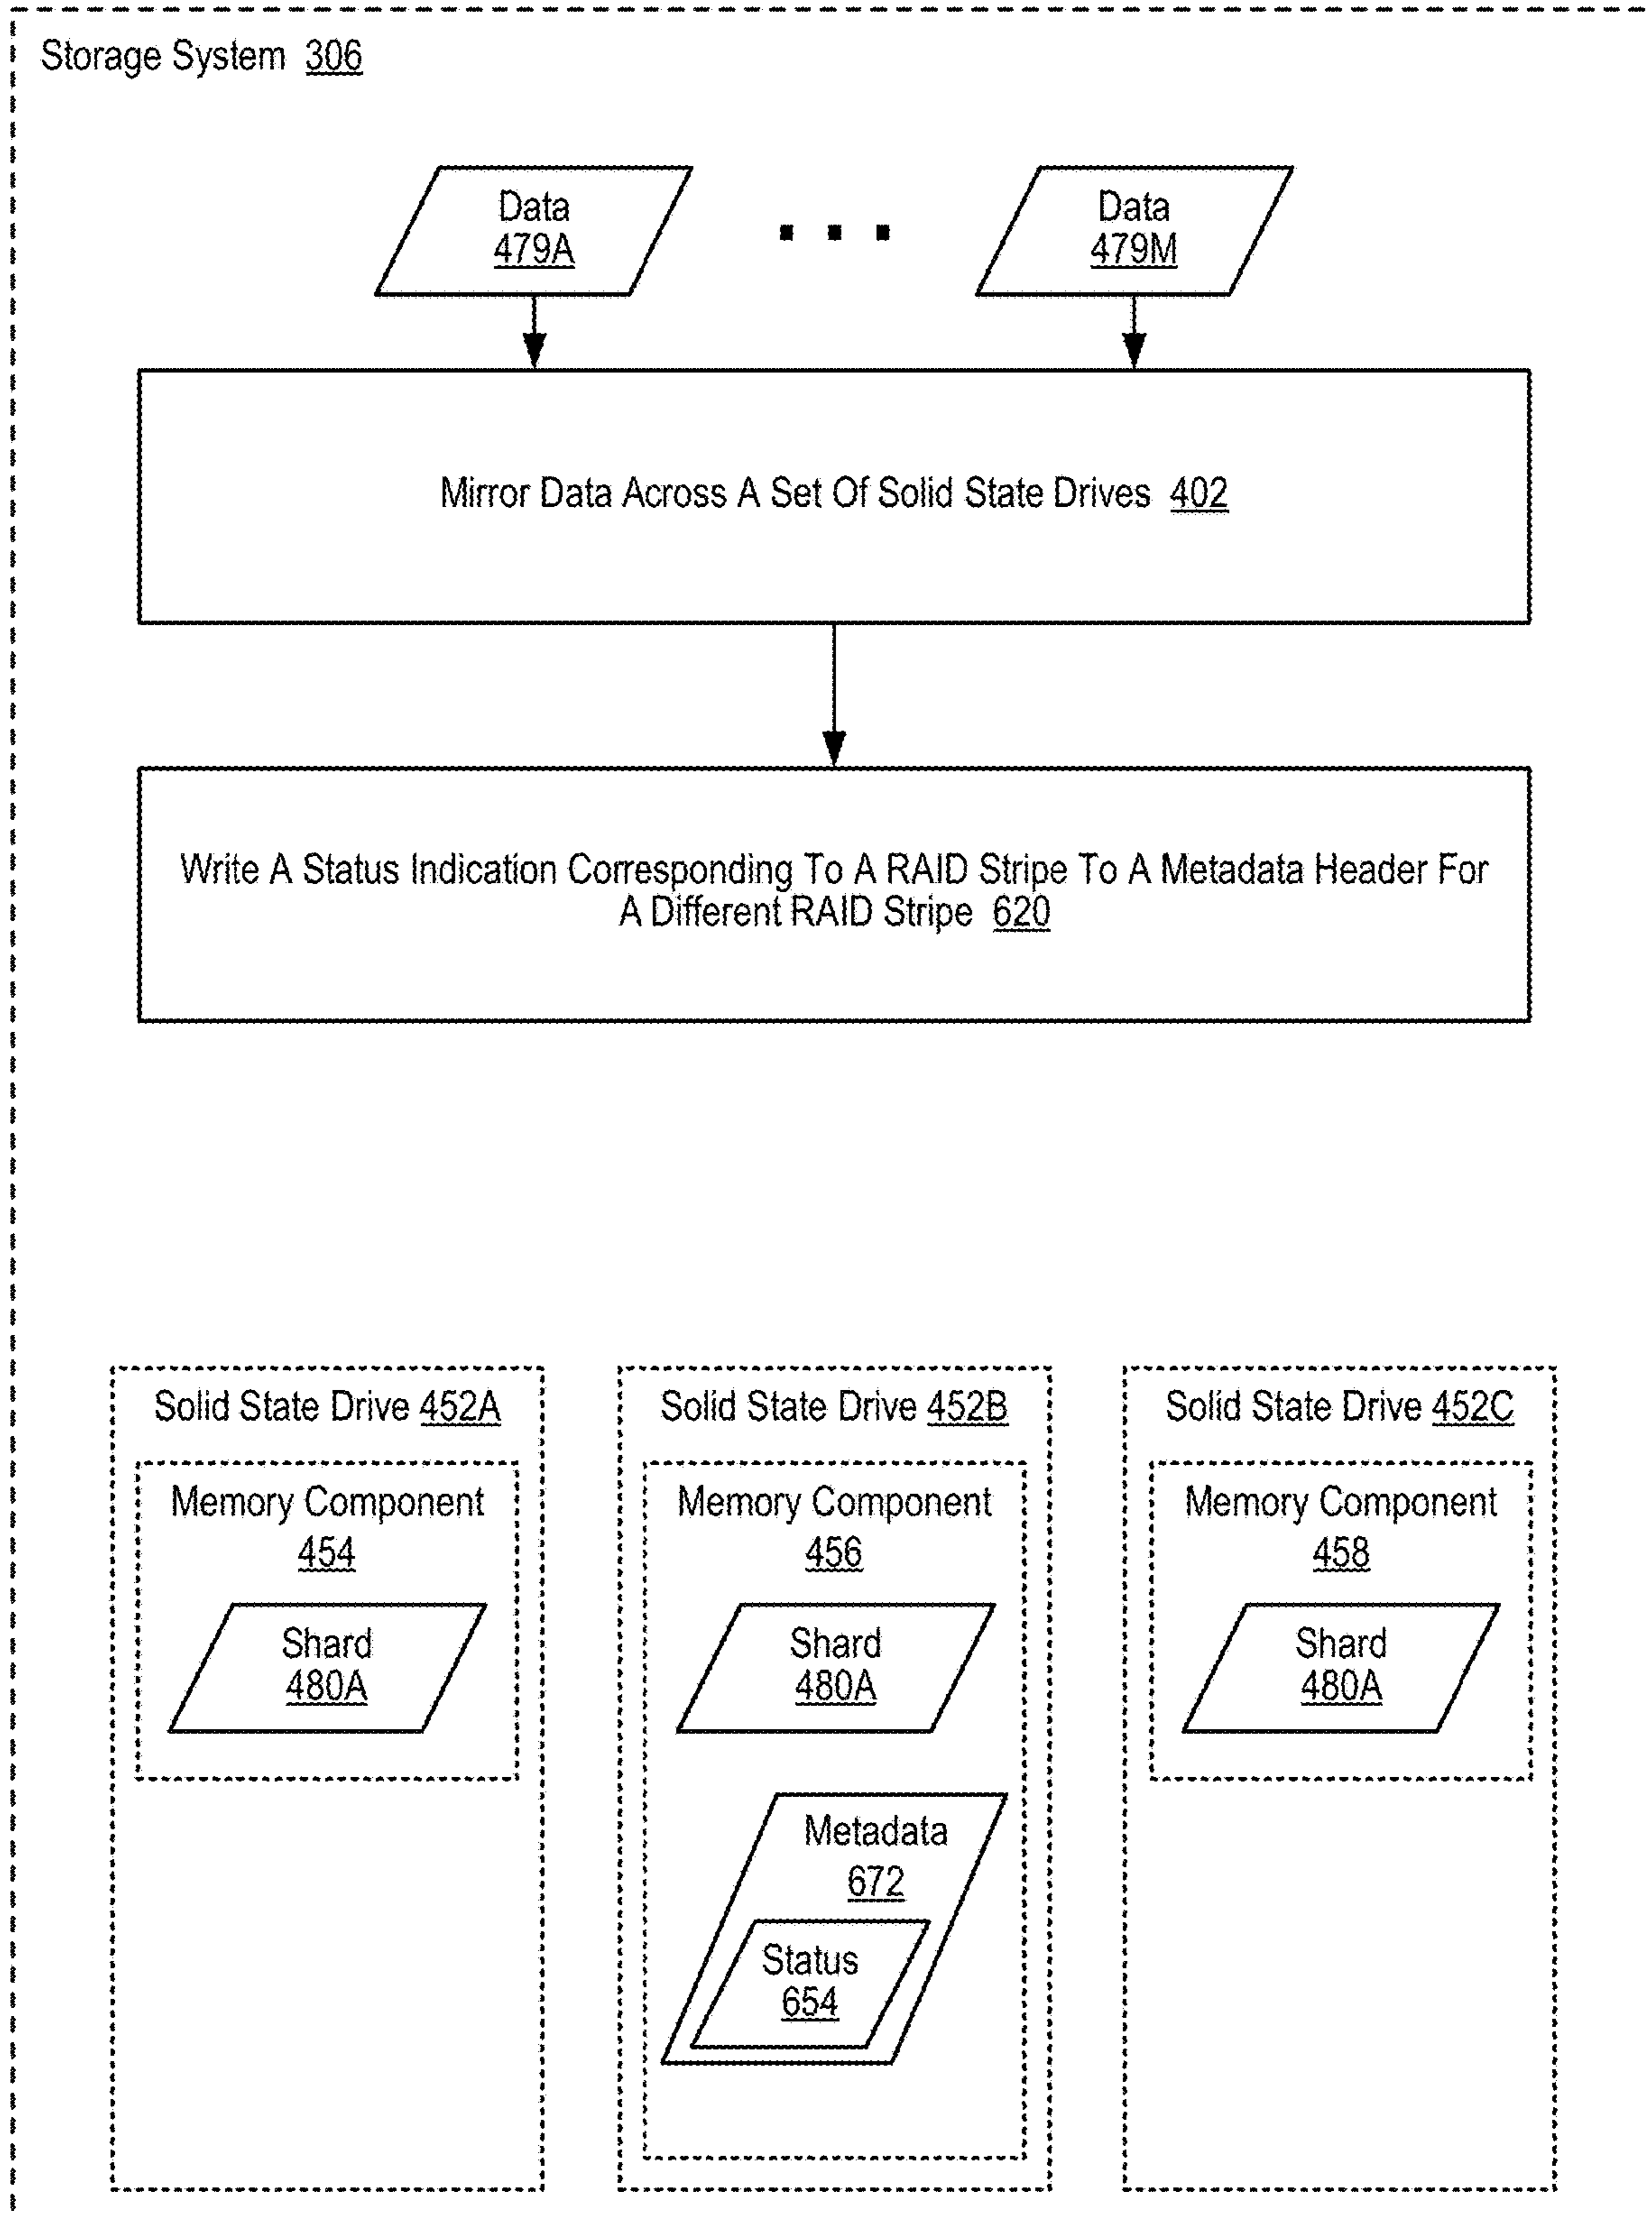 Storage System 306
Data
479A
Data
479M
Mirror Data Across A Set Of Solid State Drives 402
Write A Status Indication Corresponding To A RAID Stripe To A Metadata Header For
A Different RAID Stripe 620
Solid State Drive 452A
Memory Component
454
Shard
480A
Solid State Drive 452B
Memory Component
456
Shard
480A
Metadata
672
Status
654
Solid State Drive 452C
Memory Component
458
Shard
480A